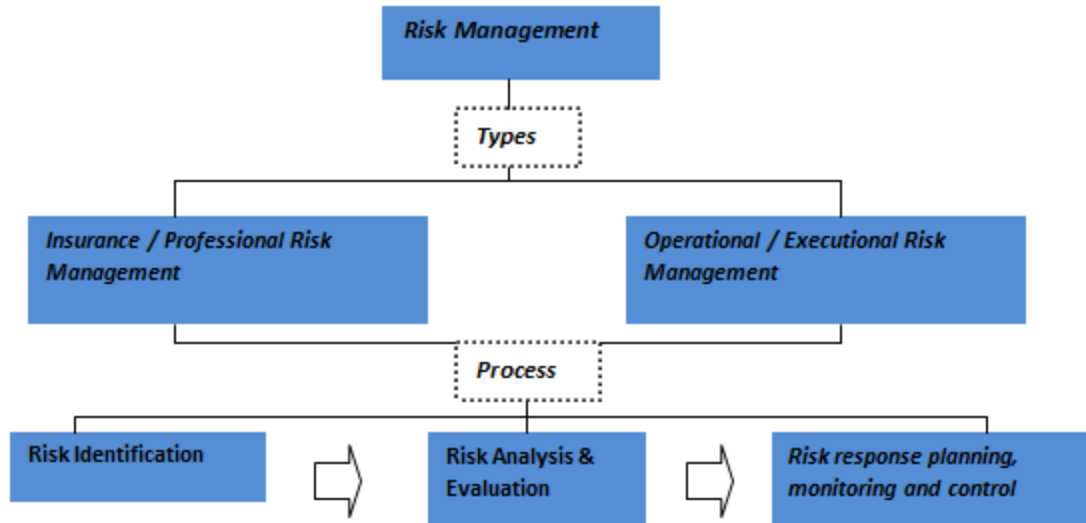 Risk Management
Types
Insurance / Professional Risk
Management
Operational / Executional Risk
Management
Process
Risk Identification
Risk Analysis &
Evaluation
Risk response planning,
monitoring and control